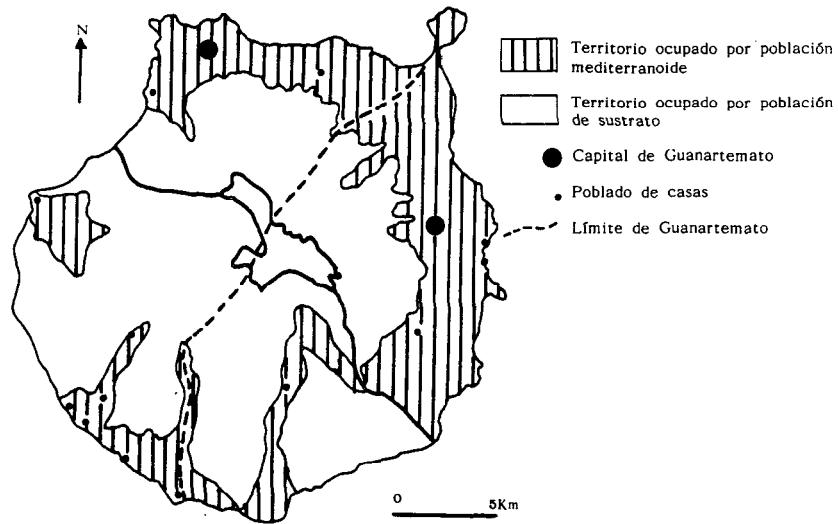 N
Territorio ocupado por población
mediterranoide
Territorio ocupado por población
de sustrato
Capital de Guanartemato
Poblado de casas
Límite de Guanartemato
0 5Km